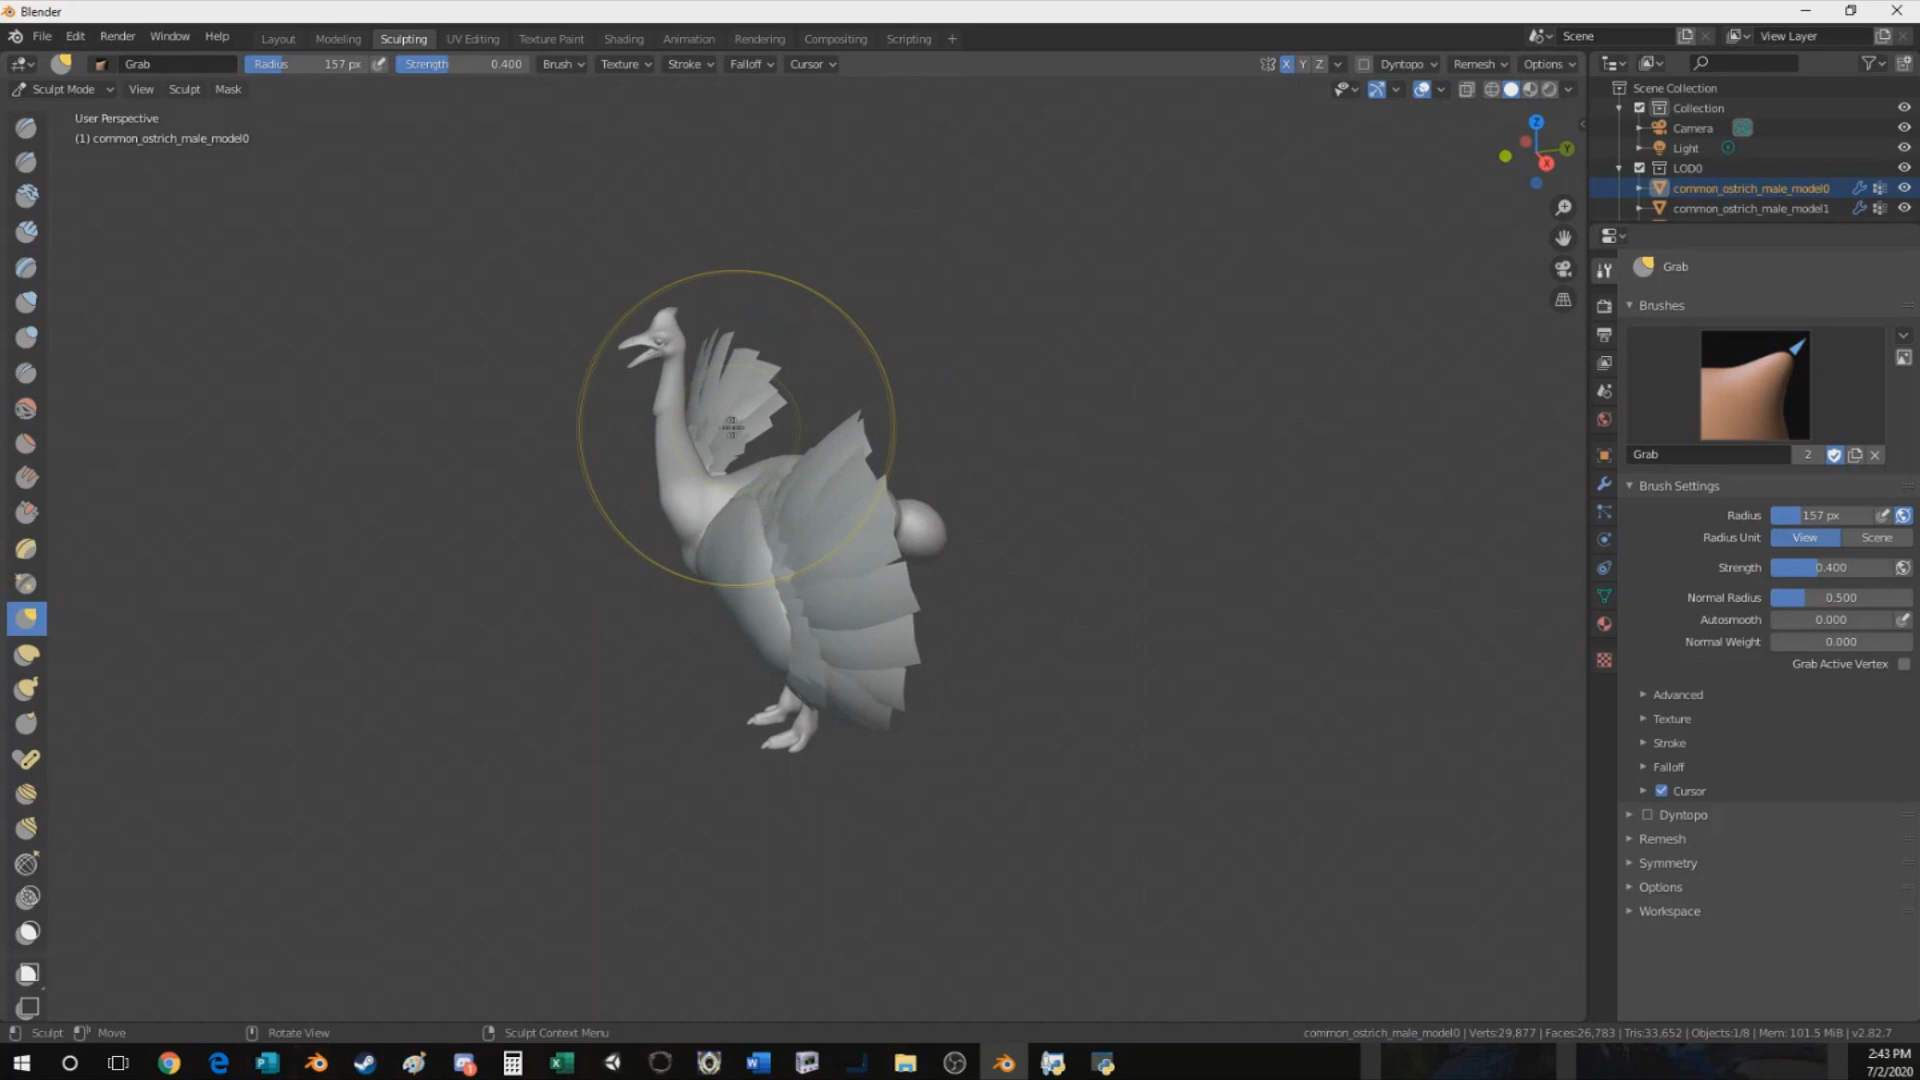 Blender
File Edit Render Window Help Layout Modeling Sculpting UV Editing Texture Paint Shading Animation Rendering Compositing Scripting + Scene View Layer
Grab Radius 157 px Strength 0.400 Brush Texture Stroke Falloff Cursor X Y Z Dyntopo Remesh Options
Sculpt Mode View Sculpt Mask
User Perspective
(1) common_ostrich_male_model0
Z
Y
X
Scene Collection
Collection
Camera
Light
LOD0
common_ostrich_male_model0
common_ostrich_male_model1
Grab
Brushes
Grab 2
Brush Settings
Radius 157 px
Radius Unit View Scene
Strength 0.400
Normal Radius 0.500
Autosmooth 0.000
Normal Weight 0.000
Grab Active Vertex
Advanced
Texture
Stroke
Falloff
Cursor
Dyntopo
Remesh
Symmetry
Options
Workspace
Sculpt Move Rotate View Sculpt Context Menu common_ostrich_male_model0 | Verts:29,877 | Faces:26,783 | Tris:33,652 | Objects:1/8 | Mem: 101.5 MiB | v2.82.7
2:43 PM
7/2/2020